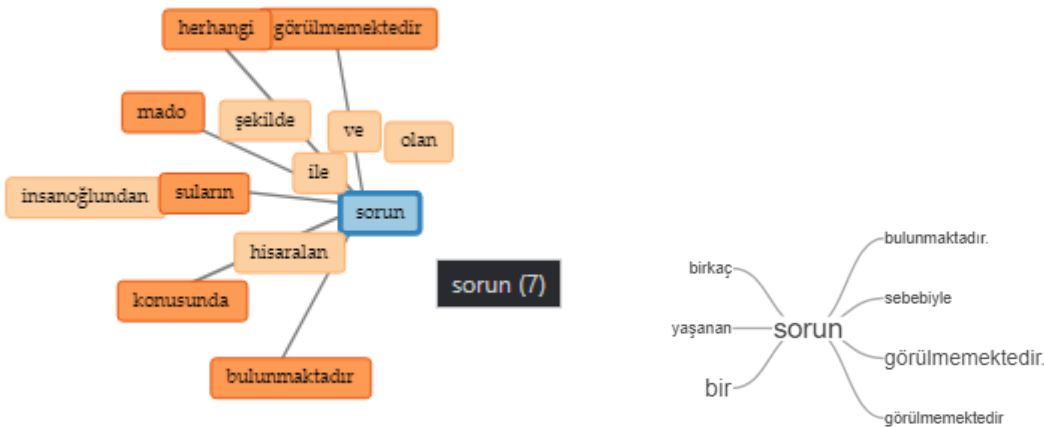 herhangi görülmemektedir
mado şekilde ve olan
ile
insanoğlundan suların sorun
hisaralan
sorun (7)
konusunda
bulunmaktadır
bulunmaktadır.
birkaç
sebebiyle
yaşanan sorun
görülmemektedir.
bir
görülmemektedir